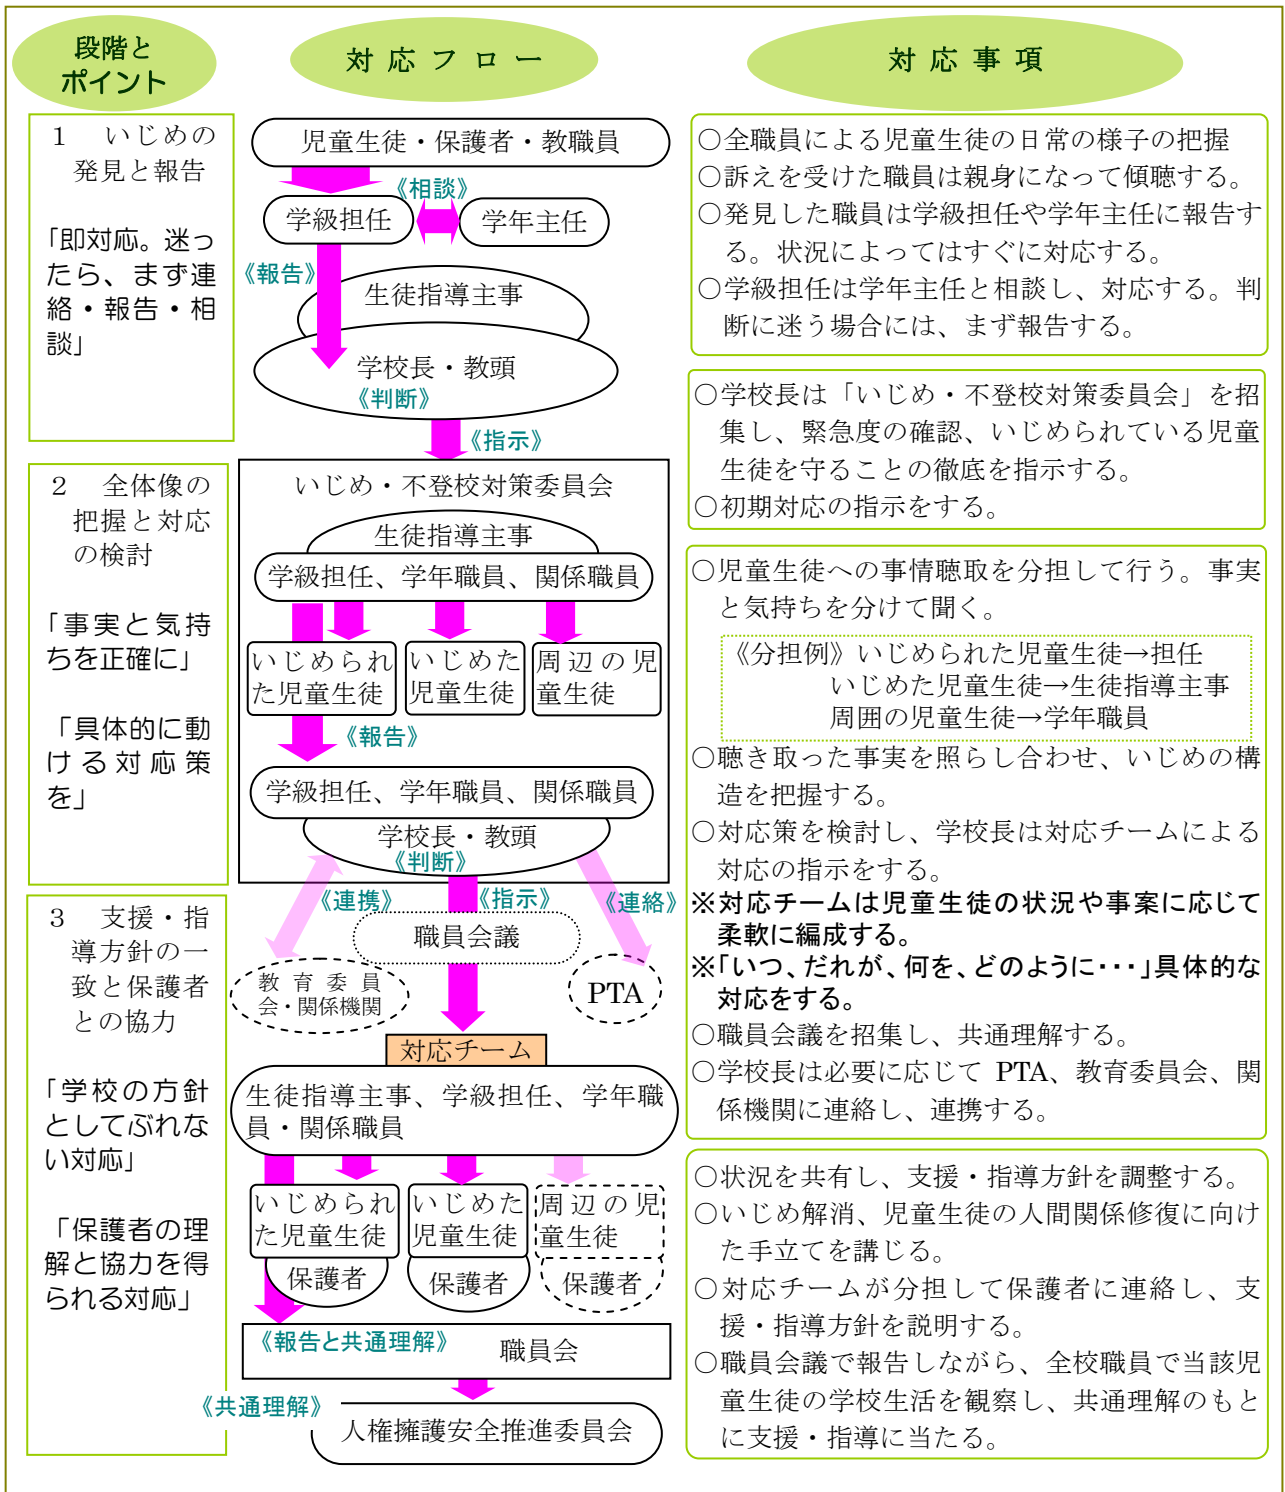 段階と
ポイント
対応フロー
対応事項
１　いじめの
発見と報告
「即対応。迷っ
たら、まず連
絡・報告・相
談」
児童生徒・保護者・教職員
《相談》
学級担任
学年主任
《報告》
生徒指導主事
学校長・教頭
《判断》
《指示》
○全職員による児童生徒の日常の様子の把握
○訴えを受けた職員は親身になって傾聴する。
○発見した職員は学級担任や学年主任に報告す
る。状況によってはすぐに対応する。
○学級担任は学年主任と相談し、対応する。判
断に迷う場合には、まず報告する。
○学校長は「いじめ・不登校対策委員会」を招
集し、緊急度の確認、いじめられている児童
生徒を守ることの徹底を指示する。
○初期対応の指示をする。
２　全体像の
把握と対応
の検討
「事実と気持
ちを正確に」
「具体的に動
ける対応策
を」
いじめ・不登校対策委員会
生徒指導主事
学級担任、学年職員、関係職員
いじめられ
た児童生徒
いじめた
児童生徒
周辺の児
童生徒
《報告》
学級担任、学年職員、関係職員
学校長・教頭
《判断》
○児童生徒への事情聴取を分担して行う。事実
と気持ちを分けて聞く。
《分担例》いじめられた児童生徒→担任
いじめた児童生徒→生徒指導主事
周囲の児童生徒→学年職員
○聴き取った事実を照らし合わせ、いじめの構
造を把握する。
○対応策を検討し、学校長は対応チームによる
対応の指示をする。
※対応チームは児童生徒の状況や事案に応じて
柔軟に編成する。
※「いつ、だれが、何を、どのように・・・」具体的な
対応をする。
○職員会議を招集し、共通理解する。
○学校長は必要に応じて PTA、教育委員会、関
係機関に連絡し、連携する。
３　支援・指
導方針の一
致と保護者
との協力
「学校の方針
としてぶれな
い対応」
「保護者の理
解と協力を得
られる対応」
《連携》
《指示》
《連絡》
職員会議
教育委員
会・関係機関
PTA
対応チーム
生徒指導主事、学級担任、学年職
員・関係職員
いじめられ
た児童生徒
いじめた
児童生徒
周辺の児
童生徒
保護者
保護者
保護者
《報告と共通理解》
職員会
《共通理解》
人権擁護安全推進委員会
○状況を共有し、支援・指導方針を調整する。
○いじめ解消、児童生徒の人間関係修復に向け
た手立てを講じる。
○対応チームが分担して保護者に連絡し、支
援・指導方針を説明する。
○職員会議で報告しながら、全校職員で当該児
童生徒の学校生活を観察し、共通理解のもと
に支援・指導に当たる。